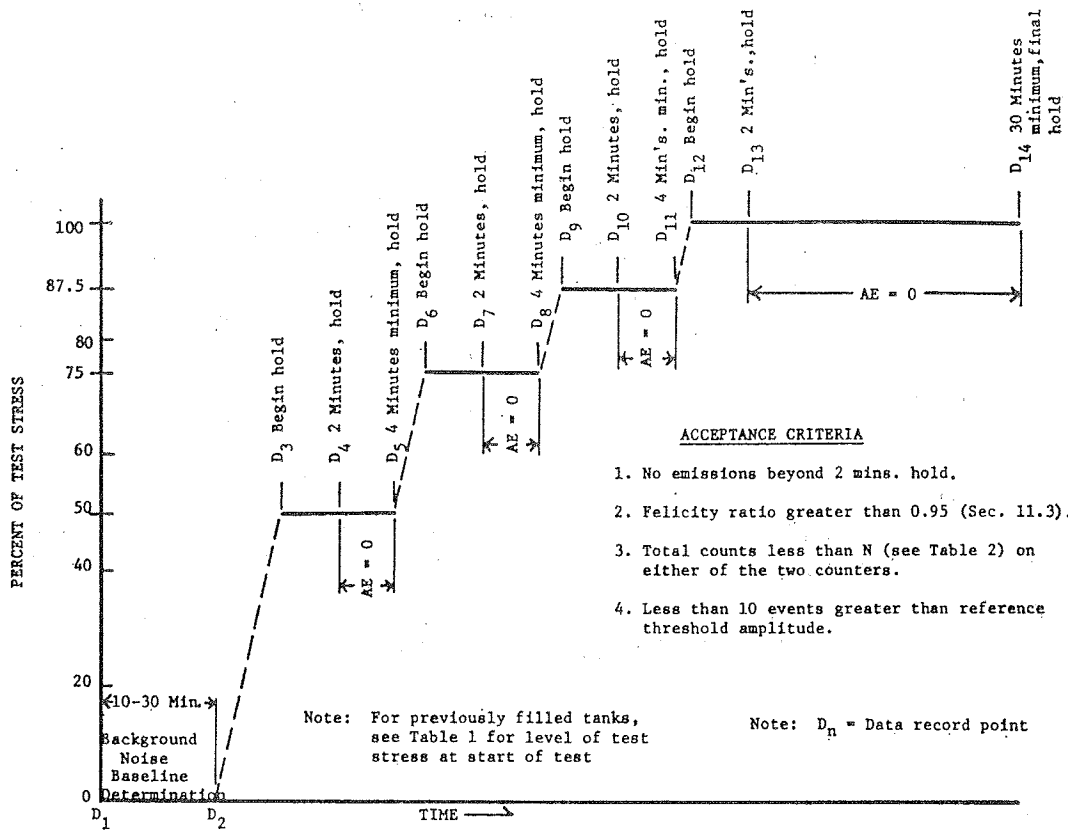 PERCENT OF TEST STRESS
100
87.5
80
75
60
50
40
20
0
D3 Begin hold
D4 2 Minutes, hold
D5 4 Minutes minimum, hold
D6 Begin hold
D7 2 Minutes, hold
D8 4 Minutes minimum, hold
D9 Begin hold
D10 2 Minutes, hold
D11 4 Min's. min., hold
D12 Begin hold
D13 2 Min's.,hold
D14 30 Minutes
minimum,final
hold
AE = 0
AE = 0
AE = 0
AE = 0
ACCEPTANCE CRITERIA
1. No emissions beyond 2 mins. hold.
2. Felicity ratio greater than 0.95 (Sec. 11.3).
3. Total counts less than N (see Table 2) on
either of the two counters.
4. Less than 10 events greater than reference
threshold amplitude.
10-30 Min.
Background
Noise
Baseline
Determination
Note: For previously filled tanks,
see Table 1 for level of test
stress at start of test
Note: Dn = Data record point
D1
D2
TIME